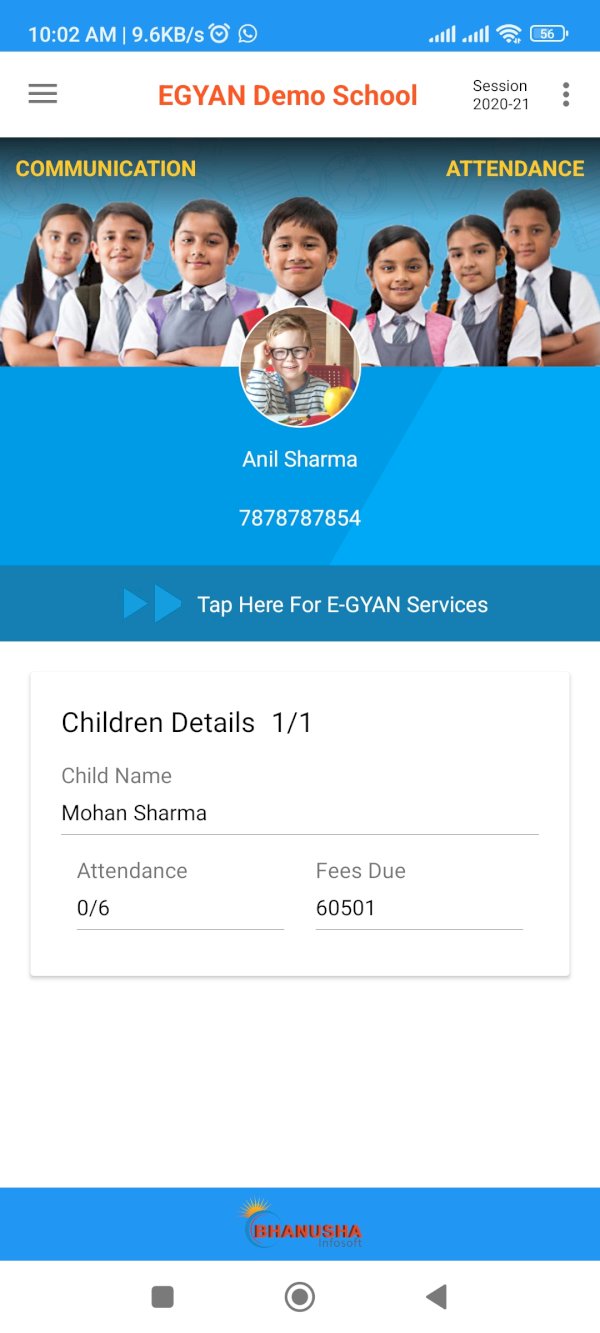 10:02 AM | 9.6KB/s
56
EGYAN Demo School
Session
2020-21
COMMUNICATION
ATTENDANCE
Anil Sharma
7878787854
Tap Here For E-GYAN Services
Children Details 1/1
Child Name
Mohan Sharma
Attendance
Fees Due
0/6
60501
BHANUSHA
Infosoft